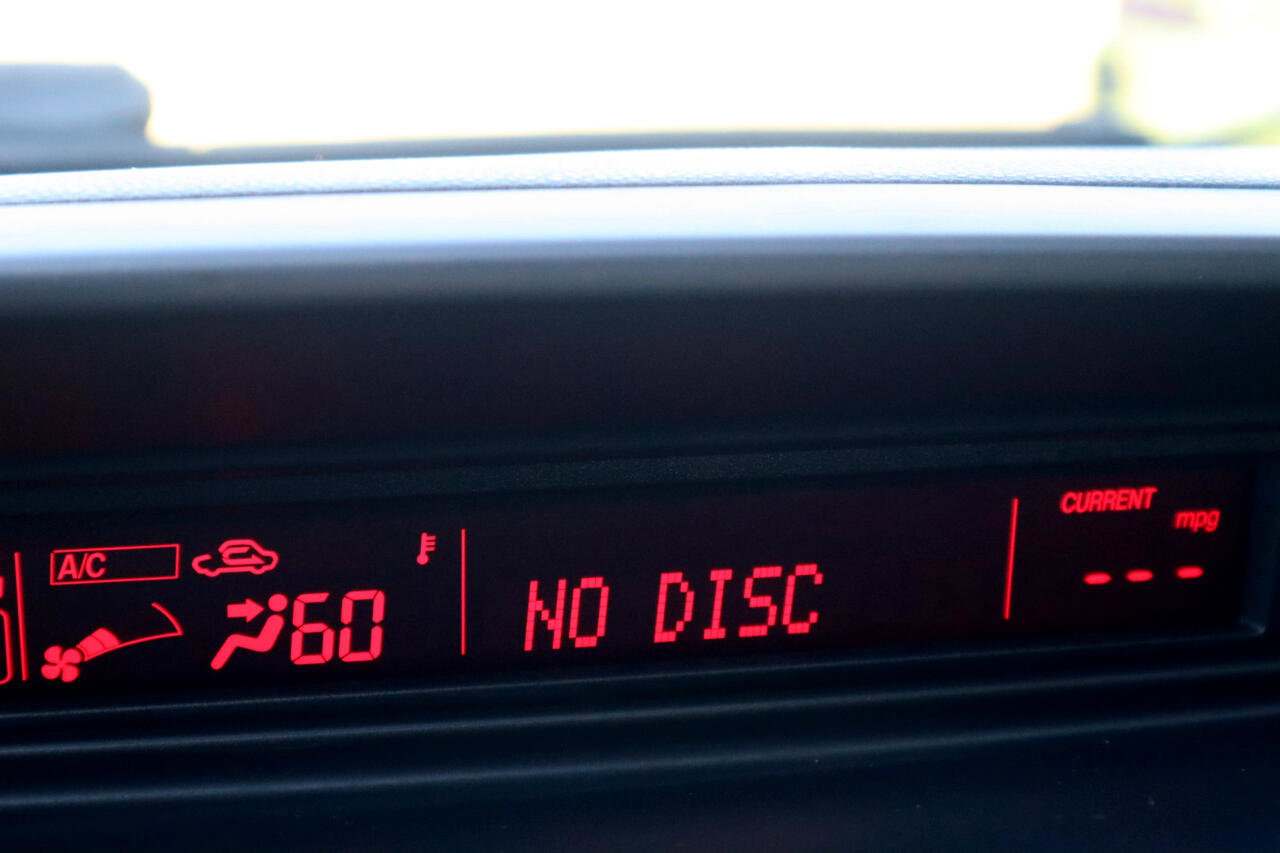 A/C
60
NO DISC
CURRENT
mpg
---